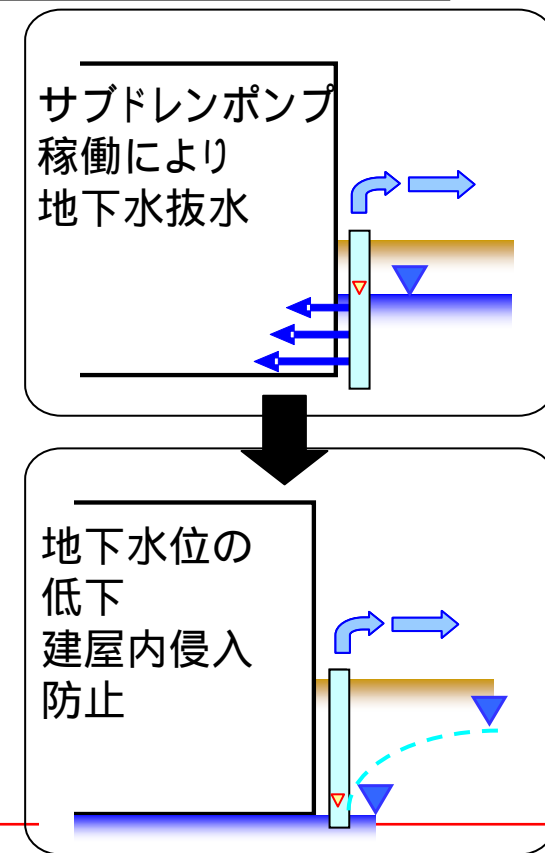 サブドレンポンプ
稼働により
地下水抜水
地下水位の
低下
建屋内侵入
防止